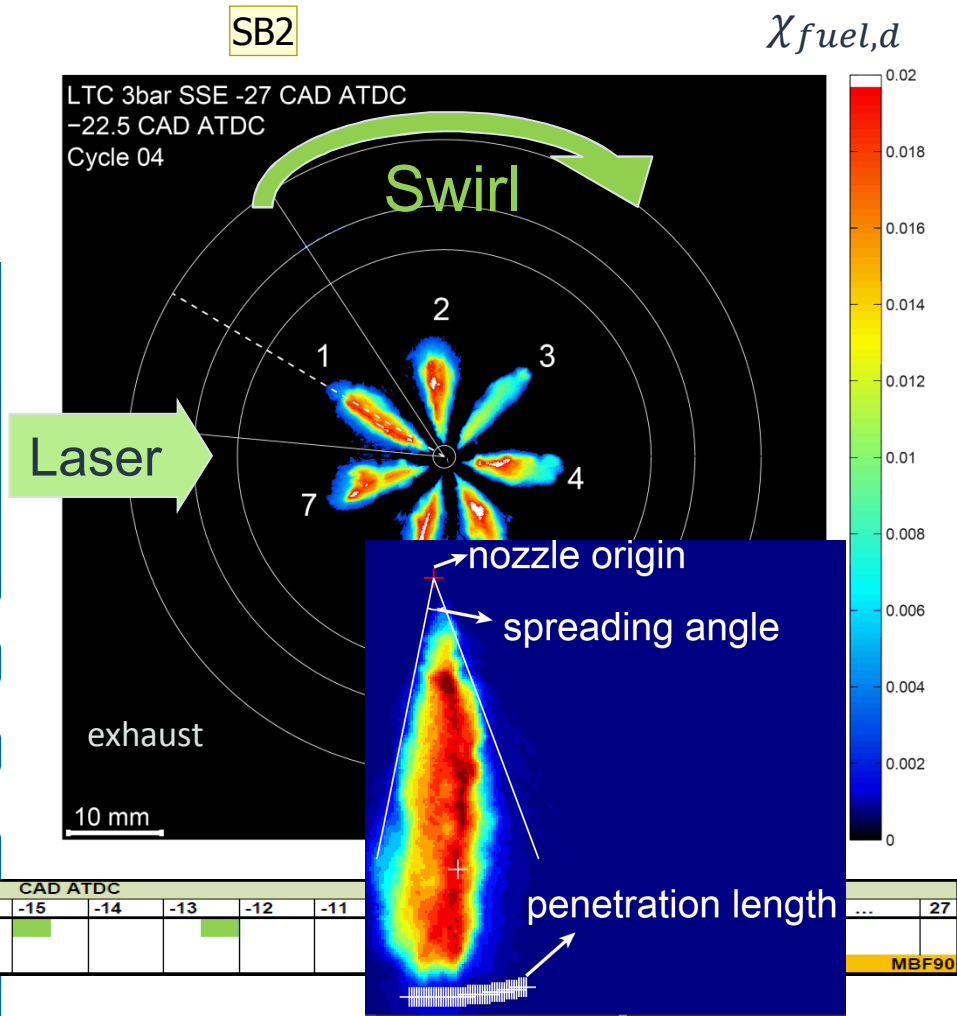 SB2
χ fuel,d
LTC 3bar SSE -27 CAD ATDC
−22.5 CAD ATDC
Cycle 04
Swirl
0.02
0.018
0.016
0.014
0.012
0.01
0.008
0.006
0.004
0.002
0
2
1
3
Laser
4
7
nozzle origin
spreading angle
exhaust
10 mm
penetration length
CAD ATDC
-15 -14 -13 -12 -11 ... 27
MBF90